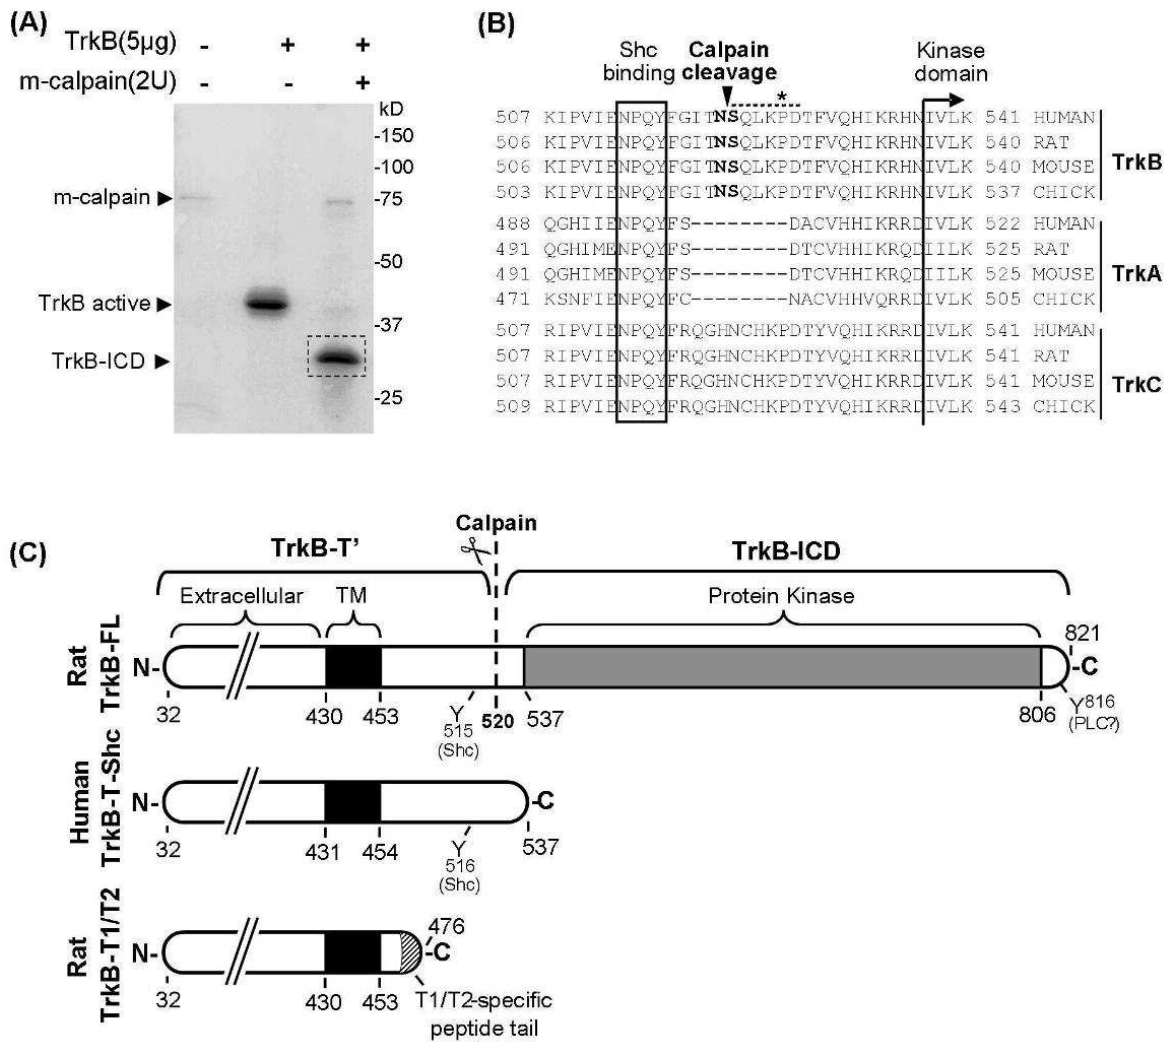 (A)
TrkB(5µg) - + +
m-calpain(2U) - - +
kD
-150
-100
m-calpain
-75
-50
TrkB active
-37
TrkB-ICD
-25
(B)
Shc binding
Calpain cleavage
Kinase domain
*
507 KIPVIENPQYFGITNSQLKPDTFVQHIKRHNIVLK 541 HUMAN
506 KIPVIENPQYFGITNSQLKPDTFVQHIKRHNIVLK 540 RAT
506 KIPVIENPQYFGITNSQLKPDTFVQHIKRHNIVLK 540 MOUSE
503 KIPVIENPQYFGITNSQLKPDTFVQHIKRHNIVLK 537 CHICK
TrkB
488 QGHIIENPQYFS---------DACVHHIKRRDIVLK 522 HUMAN
491 QGHIMENPQYFS---------DTCVHHIKRQDIILK 525 RAT
491 QGHIMENPQYFS---------DTCVHHIKRQDIILK 525 MOUSE
471 KSNFIENPQYFC---------NACVHHVQRRDIVLK 505 CHICK
TrkA
507 RIPVIENPQYFRQGHNCHKPDTYVQHIKRRDIVLK 541 HUMAN
507 RIPVIENPQYFRQGHNCHKPDTYVQHIKRRDIVLK 541 RAT
507 RIPVIENPQYFRQGHNCHKPDTYVQHIKRRDIVLK 541 MOUSE
509 RIPVIENPQYFRQGHNCHKPDTYVQHIKRRDIVLK 543 CHICK
TrkC
(C)
Calpain
TrkB-T'
TrkB-ICD
Extracellular
TM
Protein Kinase
Rat
TrkB-FL
N-
-C
821
32
430
453
Y
515
(Shc)
520
537
806
Y816
(PLC?)
Human
TrkB-T-Shc
N-
-C
32
431
454
Y
516
(Shc)
537
Rat
TrkB-T1/T2
N-
-C
476
32
430
453
T1/T2-specific
peptide tail